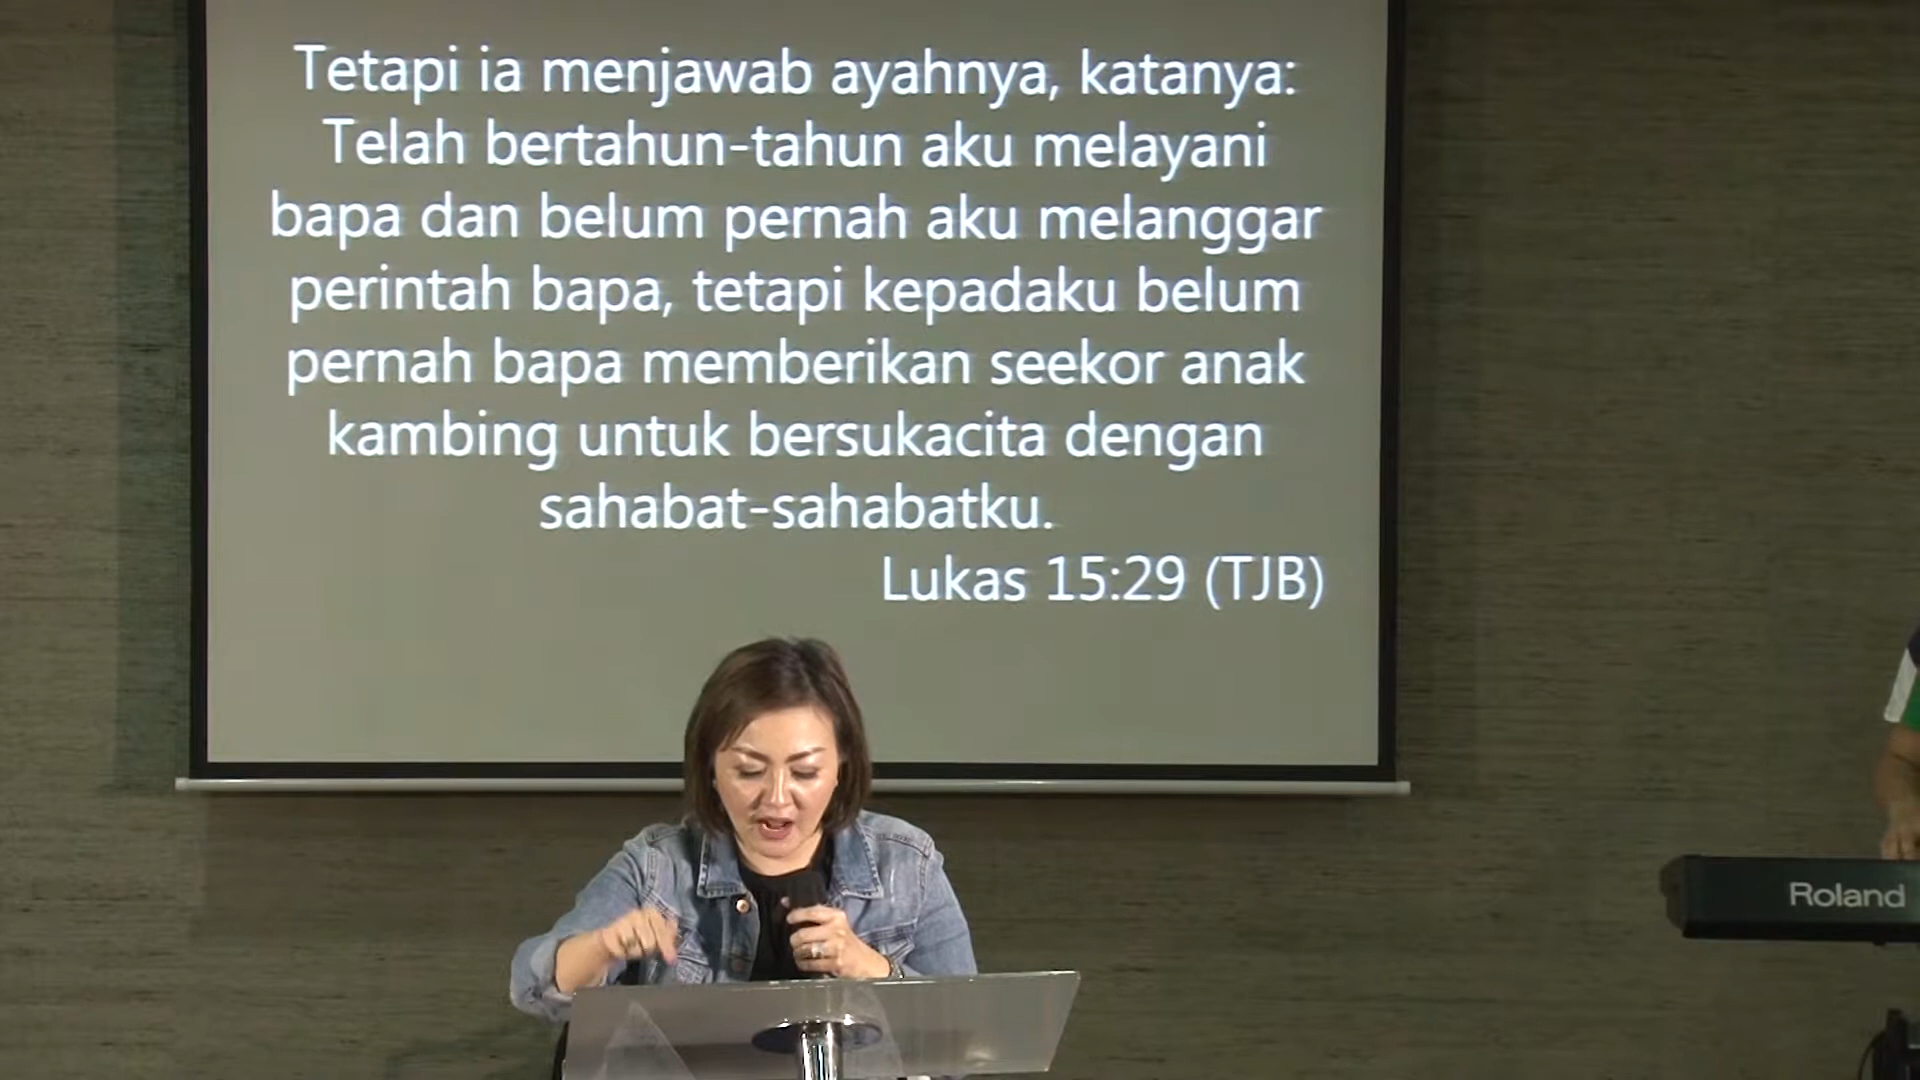 Tetapi ia menjawab ayahnya, katanya:
Telah bertahun-tahun aku melayani
bapa dan belum pernah aku melanggar
perintah bapa, tetapi kepadaku belum
pernah bapa memberikan seekor anak
kambing untuk bersukacita dengan
sahabat-sahabatku.
Lukas 15:29 (TJB)
Roland